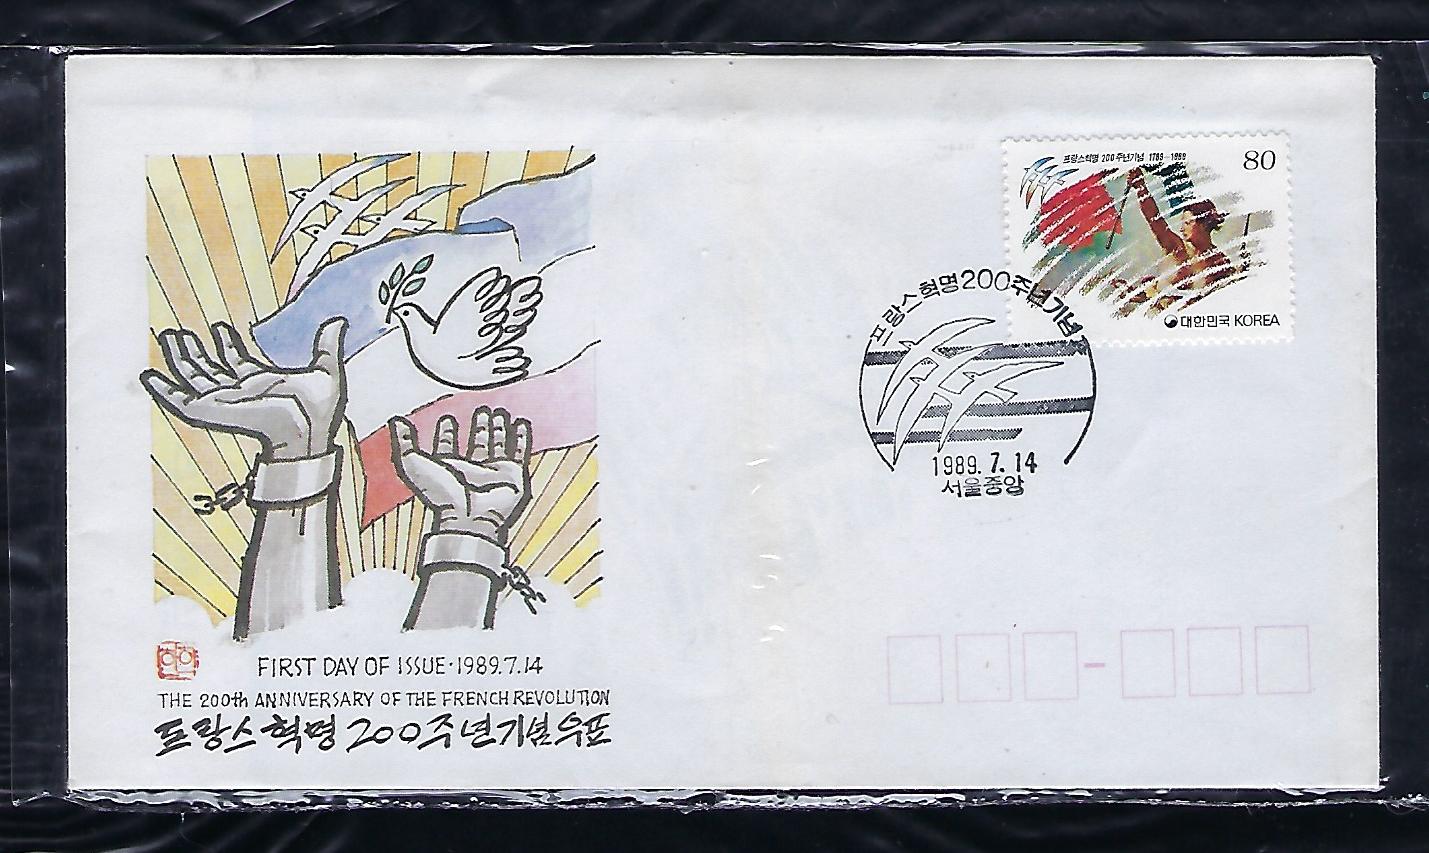 프랑스혁명 200주년기념 1789-1989
80
대한민국 KOREA
프랑스혁명200주년기념
1989.7.14
서울중앙
FIRST DAY OF ISSUE·1989.7.14
THE 200th ANNIVERSARY OF THE FRENCH REVOLUTION
프랑스혁명200주년기념우표